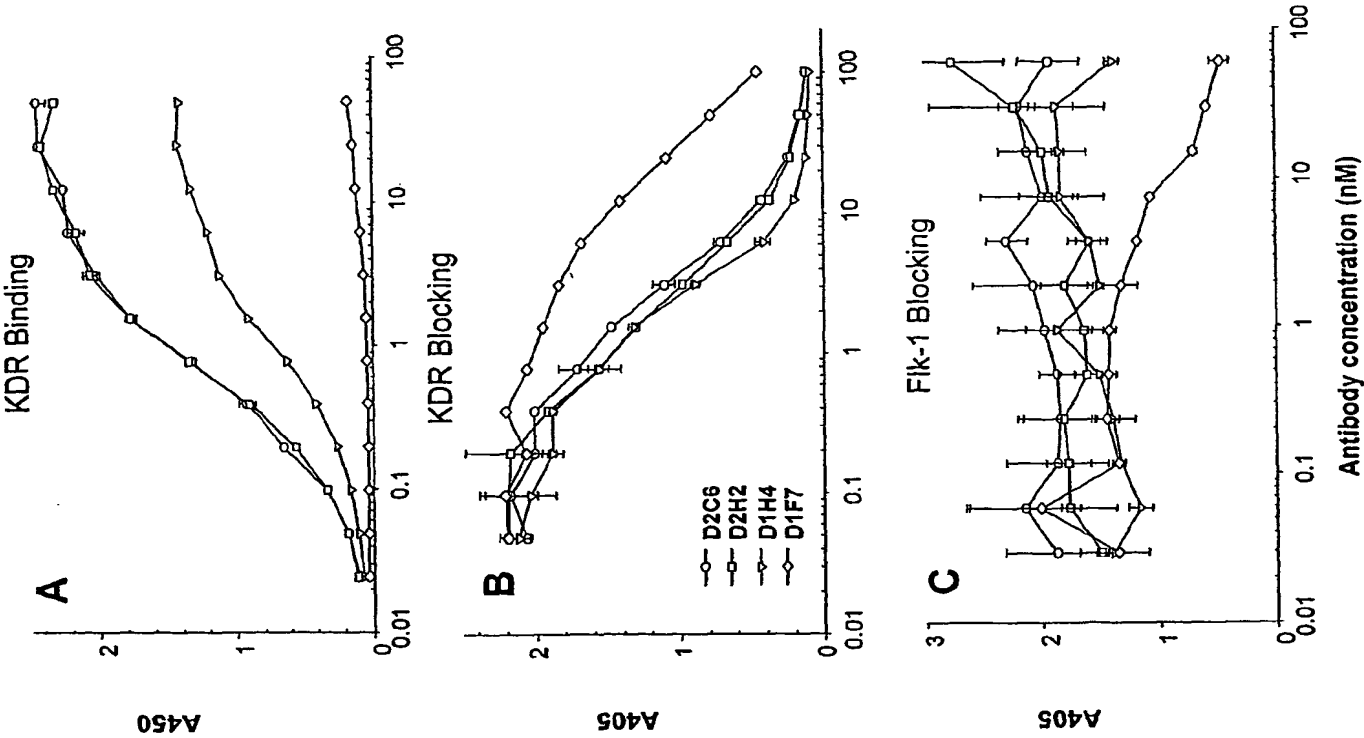 A
KDR Binding
2
1
0
0.01
0.1
1
10
100
A450
B
KDR Blocking
2
1
0
0.01
0.1
1
10
100
A405
D2C6
D2H2
D1H4
D1F7
C
Flk-1 Blocking
3
2
1
0
0.01
0.1
1
10
100
A405
Antibody concentration (nM)